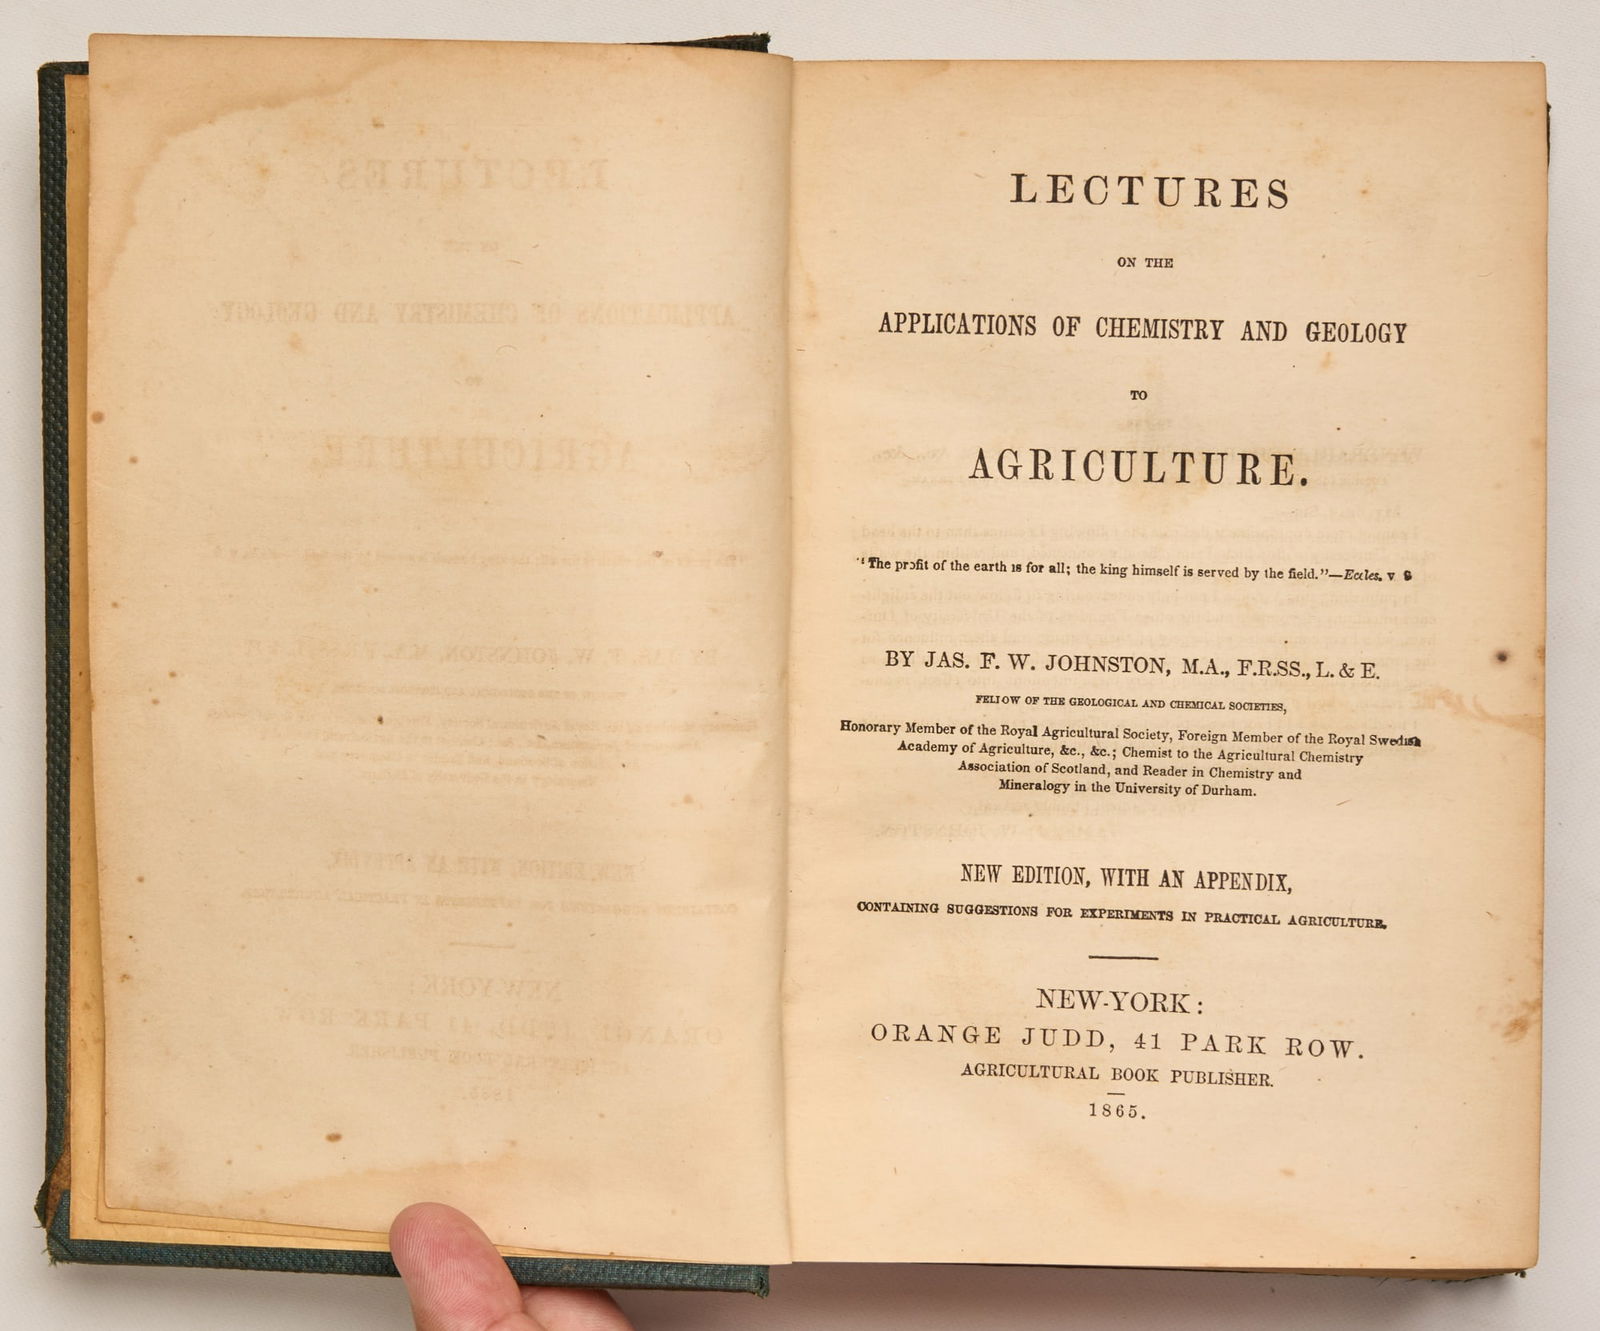 LECTURES
ON THE
APPLICATIONS OF CHEMISTRY AND GEOLOGY
TO
AGRICULTURE.
"The profit of the earth is for all; the king himself is served by the field."—Eccles. v 9
BY JAS. F. W. JOHNSTON, M.A., F.R.SS., L. & E.
FELLOW OF THE GEOLOGICAL AND CHEMICAL SOCIETIES,
Honorary Member of the Royal Agricultural Society, Foreign Member of the Royal Swedish
Academy of Agriculture, &c., &c.; Chemist to the Agricultural Chemistry
Association of Scotland, and Reader in Chemistry and
Mineralogy in the University of Durham.
NEW EDITION, WITH AN APPENDIX,
CONTAINING SUGGESTIONS FOR EXPERIMENTS IN PRACTICAL AGRICULTURE.
NEW-YORK:
ORANGE JUDD, 41 PARK ROW.
AGRICULTURAL BOOK PUBLISHER.
1865.